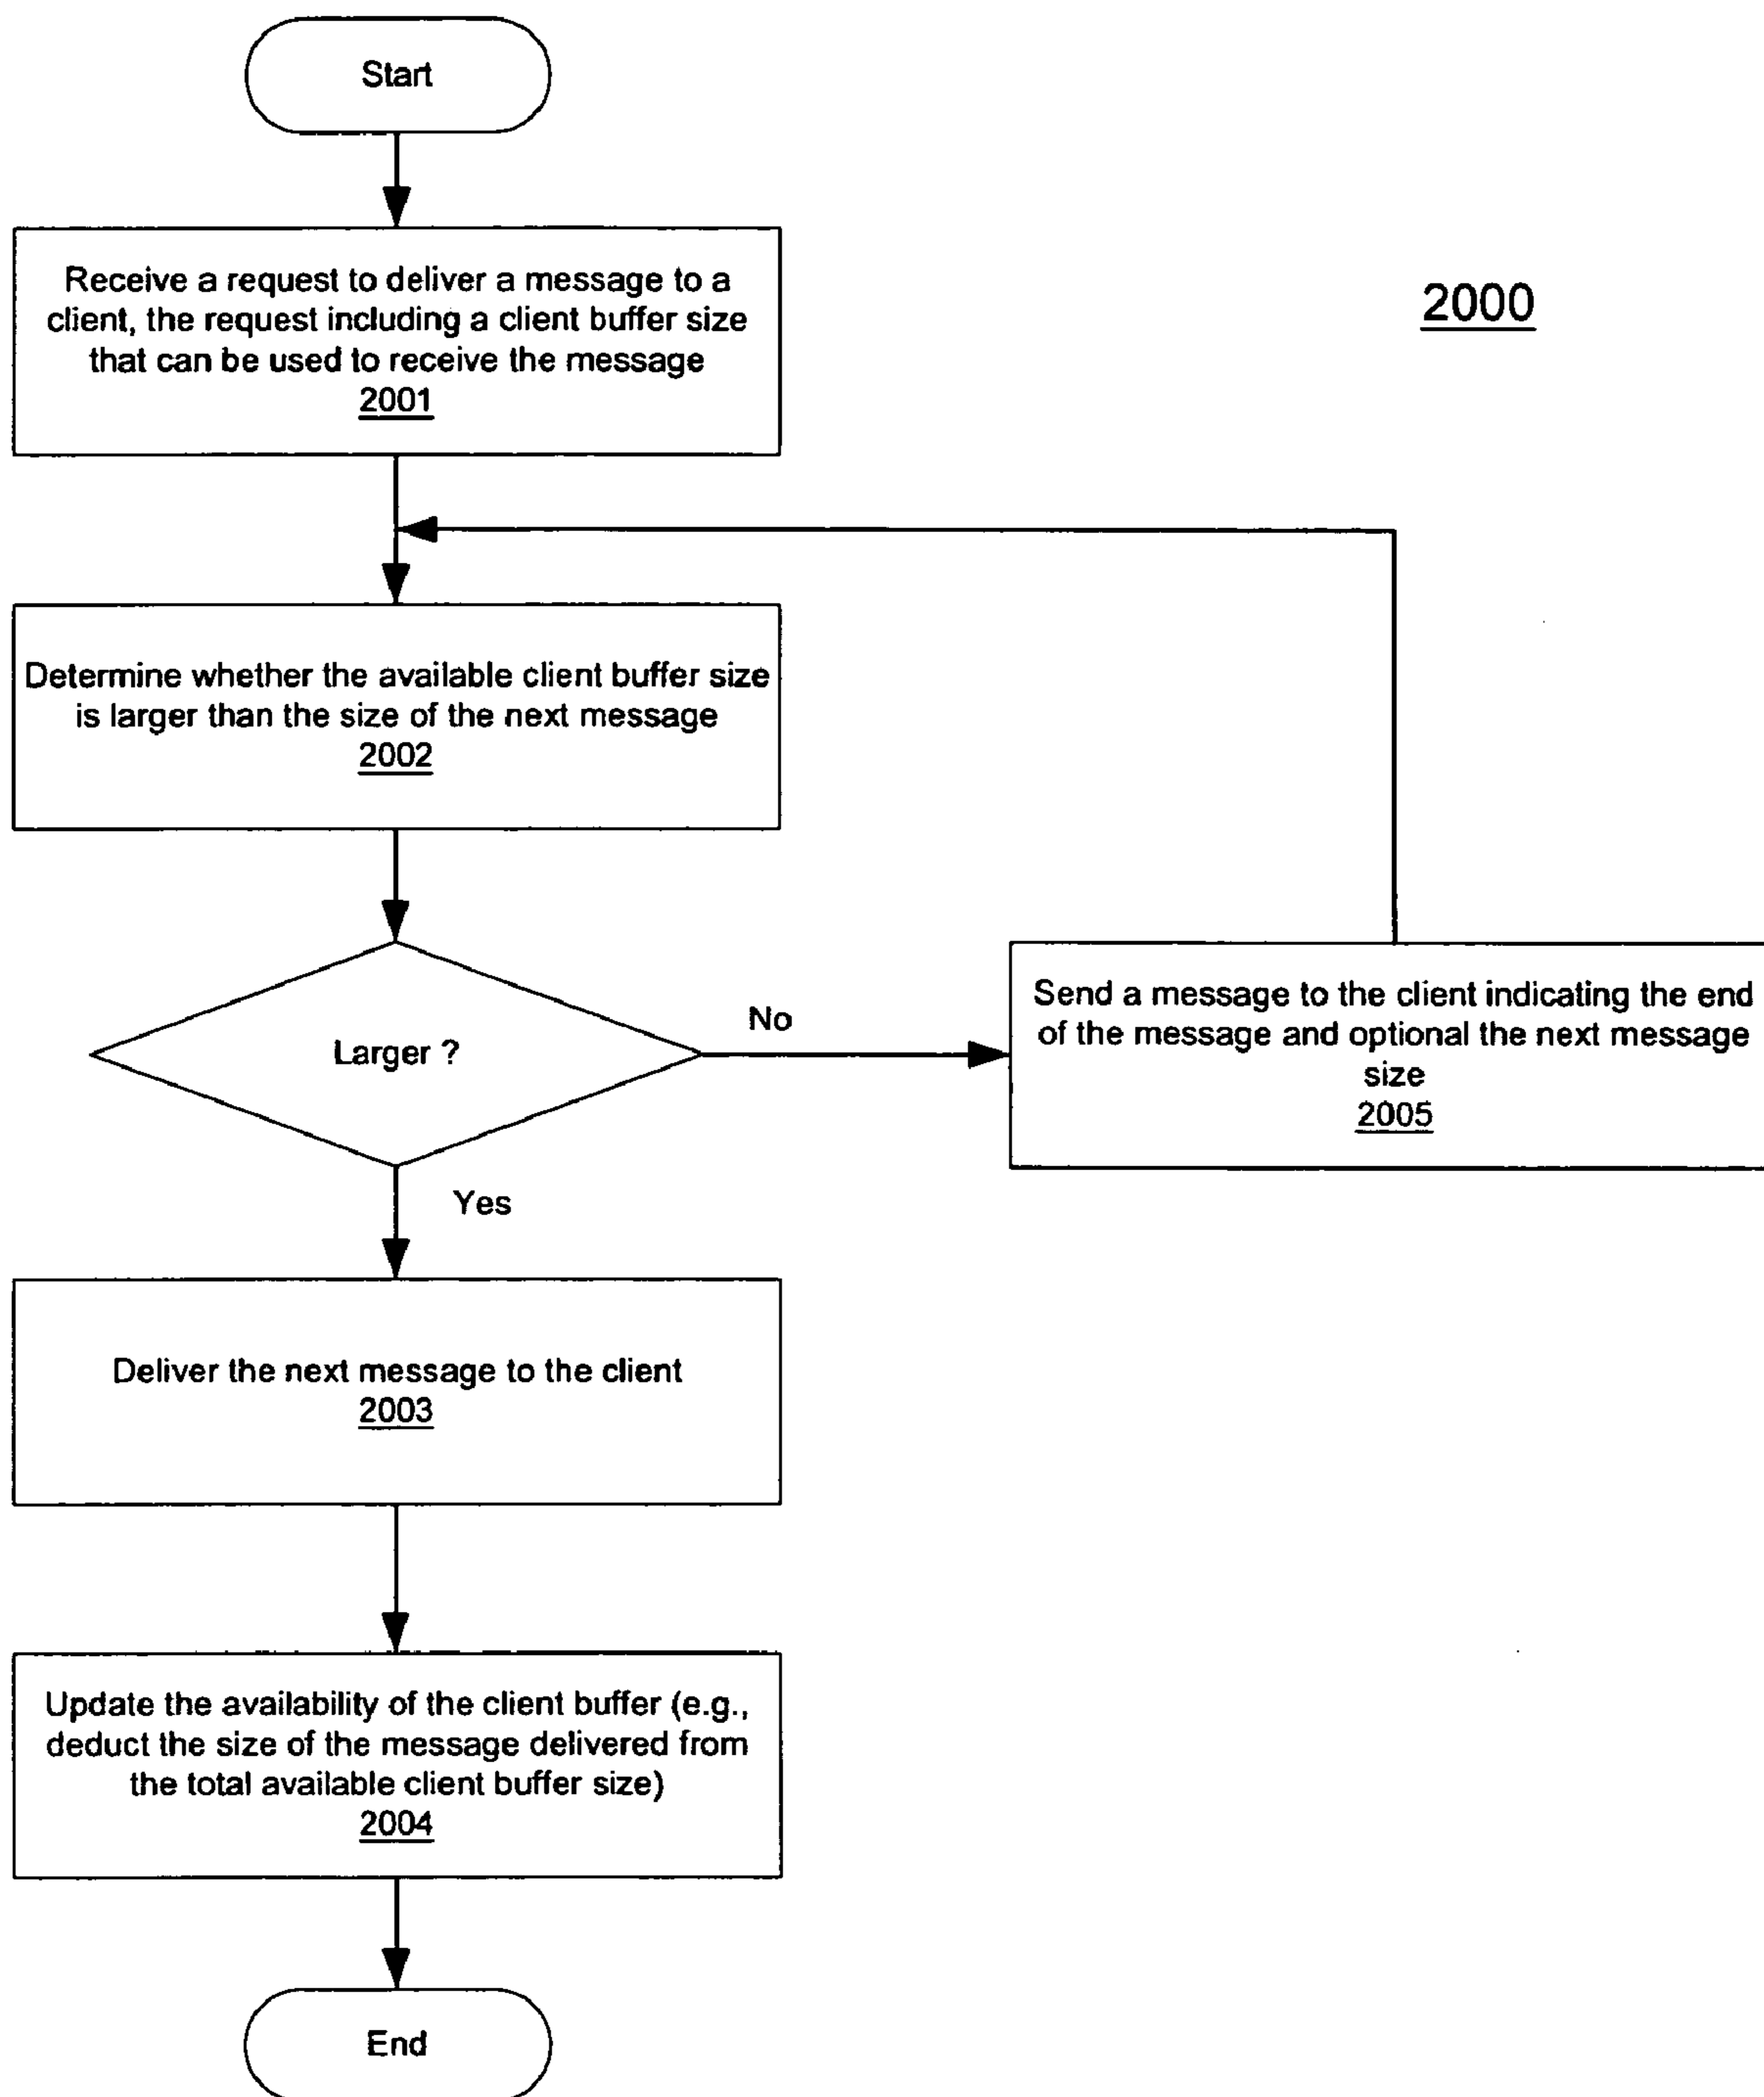 Start
Receive a request to deliver a message to a
client, the request including a client buffer size
that can be used to receive the message
2001
2000
Determine whether the available client buffer size
is larger than the size of the next message
2002
Larger ?
No
Send a message to the client indicating the end
of the message and optional the next message
size
2005
Yes
Deliver the next message to the client
2003
Update the availability of the client buffer (e.g.,
deduct the size of the message delivered from
the total available client buffer size)
2004
End